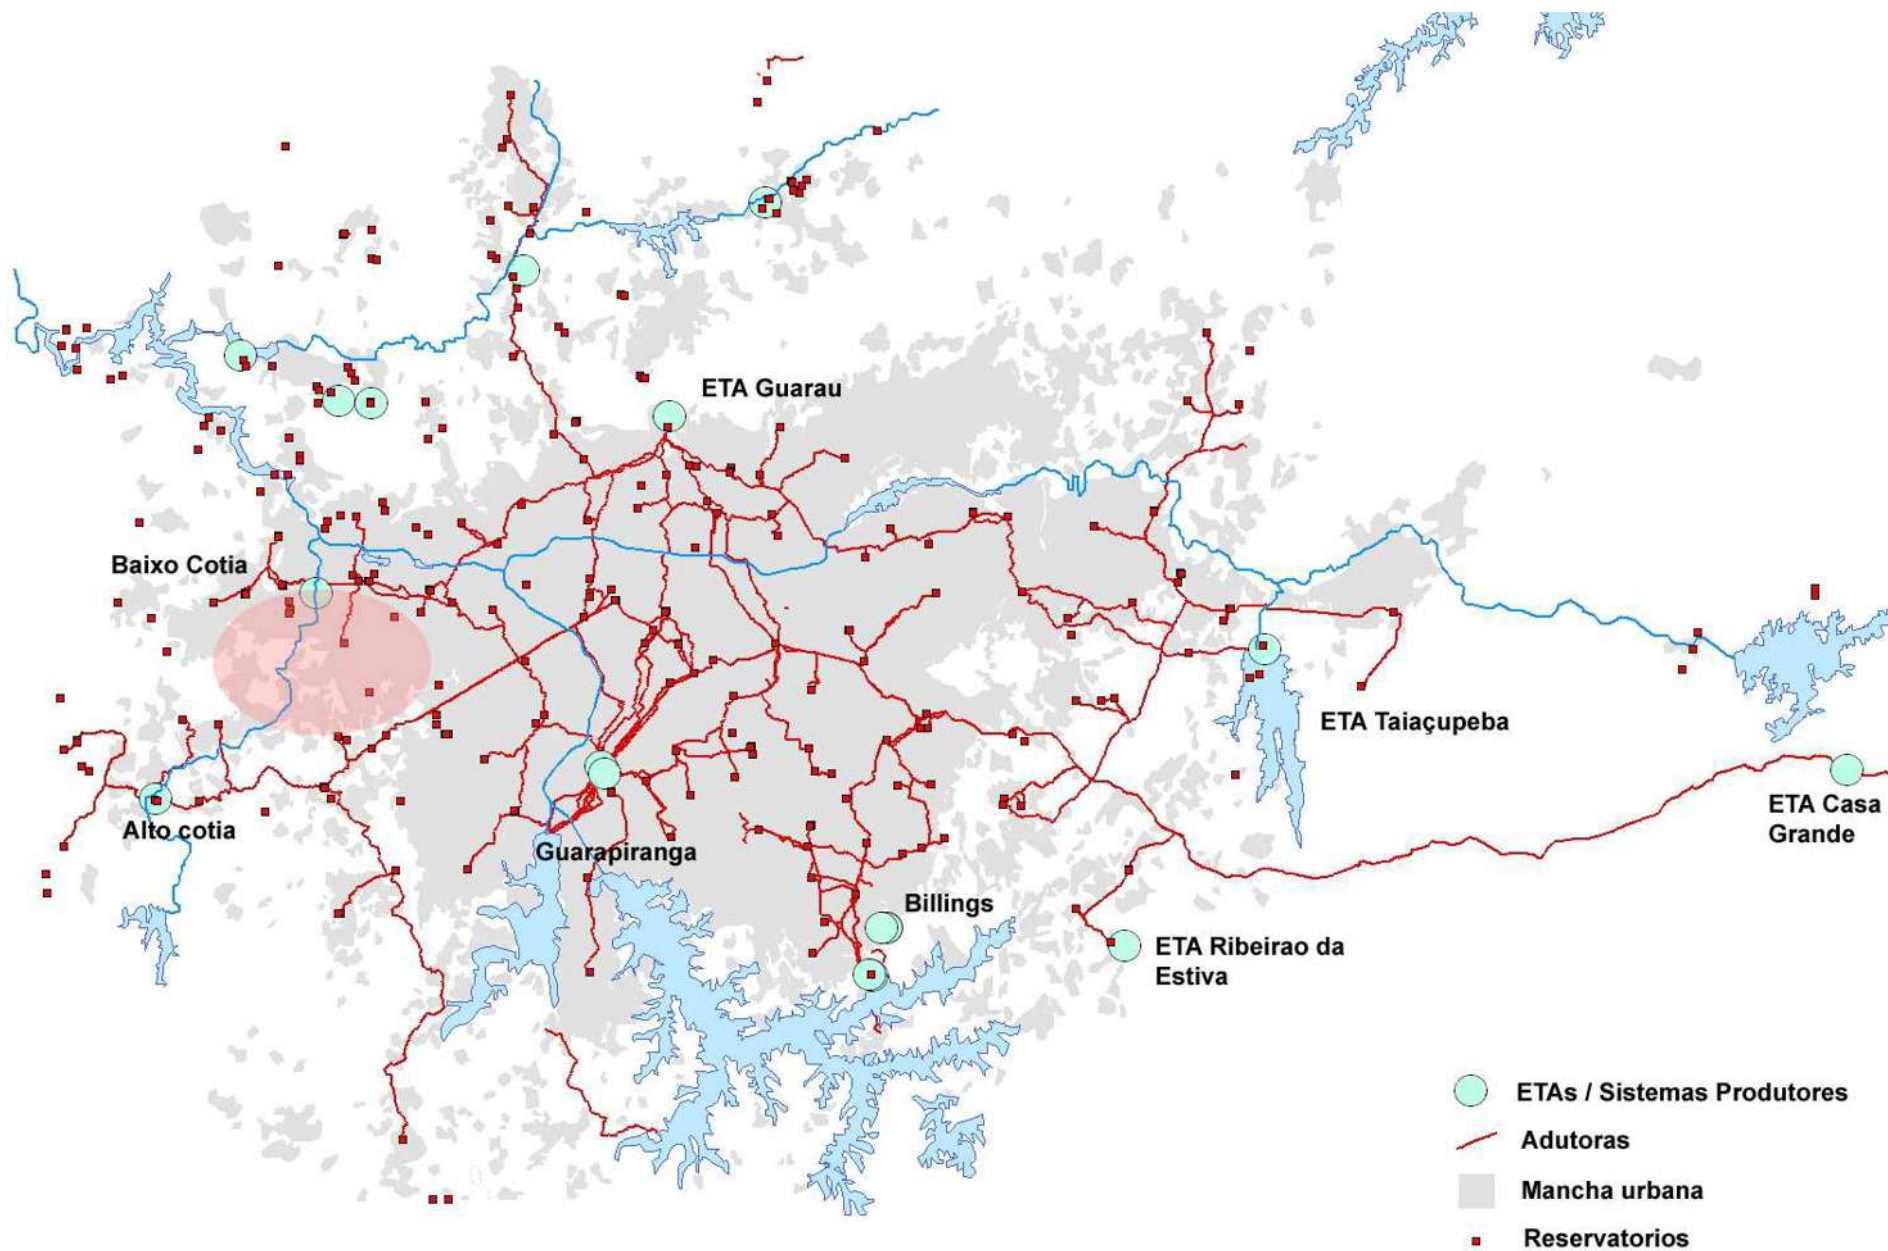 ETA Guarau
Baixo Cotia
ETA Taiaçupeba
ETA Casa
Grande
Alto cotia
Guarapiranga
Billings
ETA Ribeirao da
Estiva
ETAs / Sistemas Produtores
Adutoras
Mancha urbana
Reservatorios